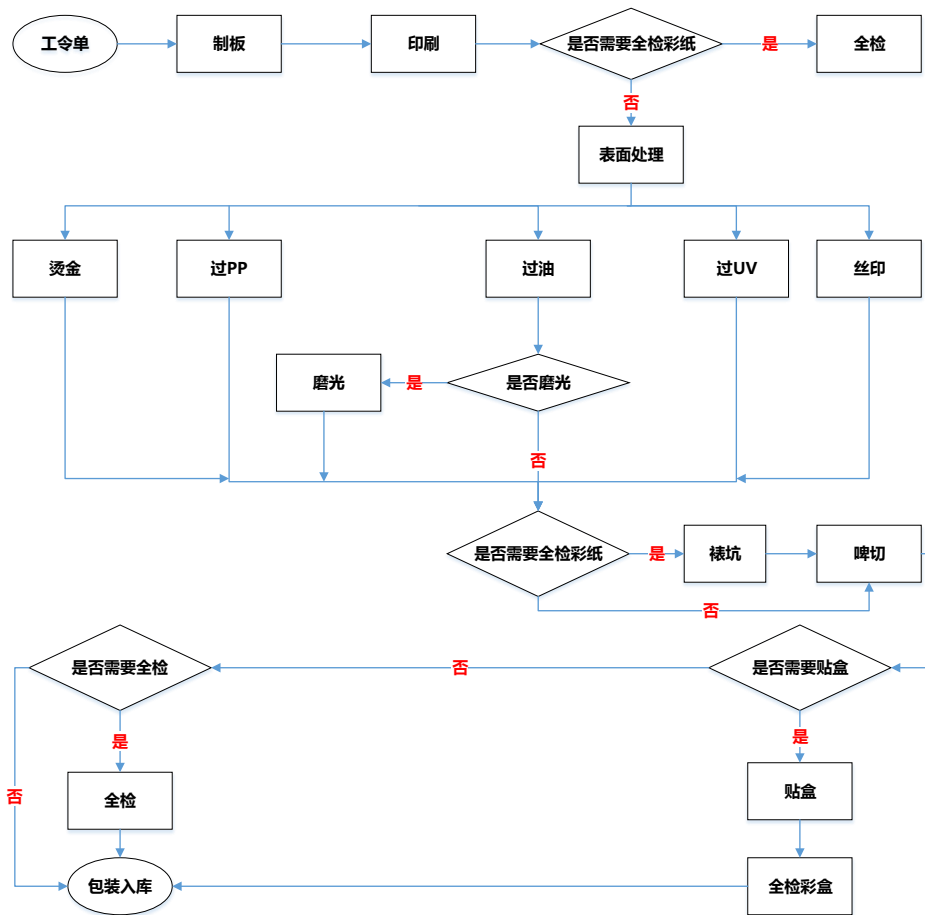 工令单
制板
印刷
是否需要全检彩纸
是
全检
否
表面处理
烫金
过PP
过油
过UV
丝印
磨光
是
是否磨光
否
是否需要全检彩纸
是
裱坑
啤切
否
是否需要全检
否
是否需要贴盒
是
是
全检
贴盒
否
包装入库
全检彩盒